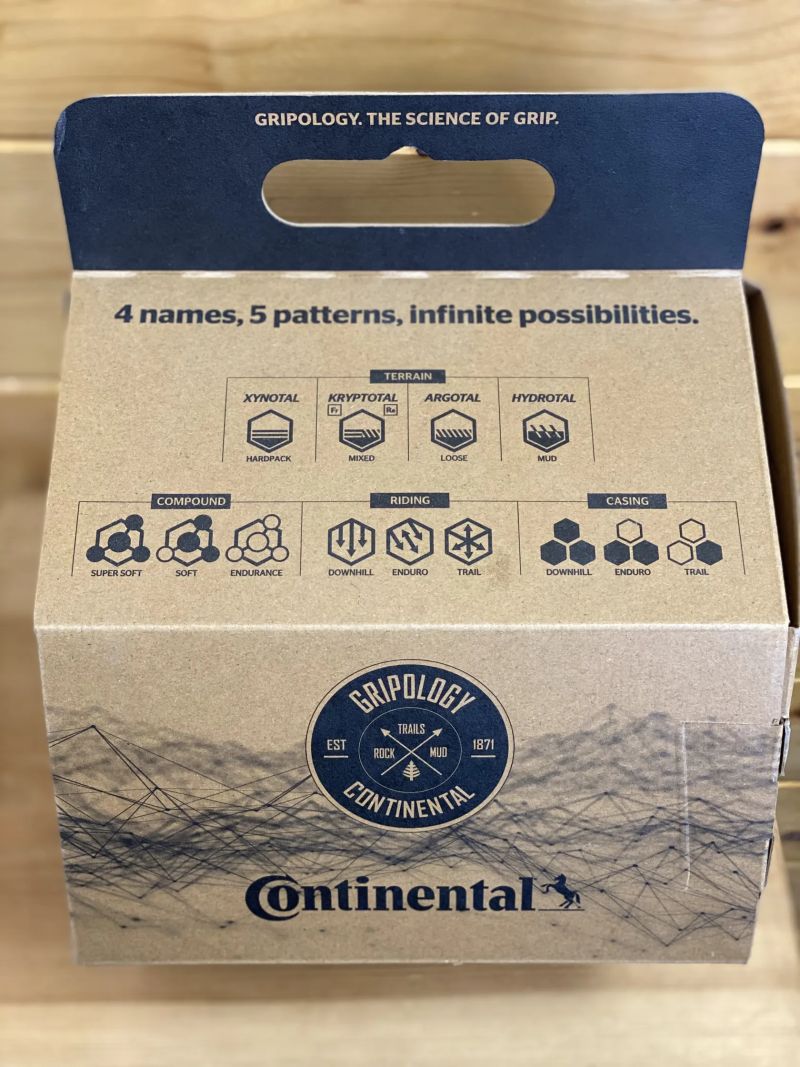 GRIPOLOGY. THE SCIENCE OF GRIP.
4 names, 5 patterns, infinite possibilities.
TERRAIN
XYNOTAL KRYPTOTAL ARGOTAL HYDROTAL
Fr Re
HARDPACK MIXED LOOSE MUD
COMPOUND RIDING CASING
SUPER SOFT SOFT ENDURANCE DOWNHILL ENDURO TRAIL DOWNHILL ENDURO TRAIL
GRIPOLOGY
TRAILS
EST ROCK MUD 1871
CONTINENTAL
Continental